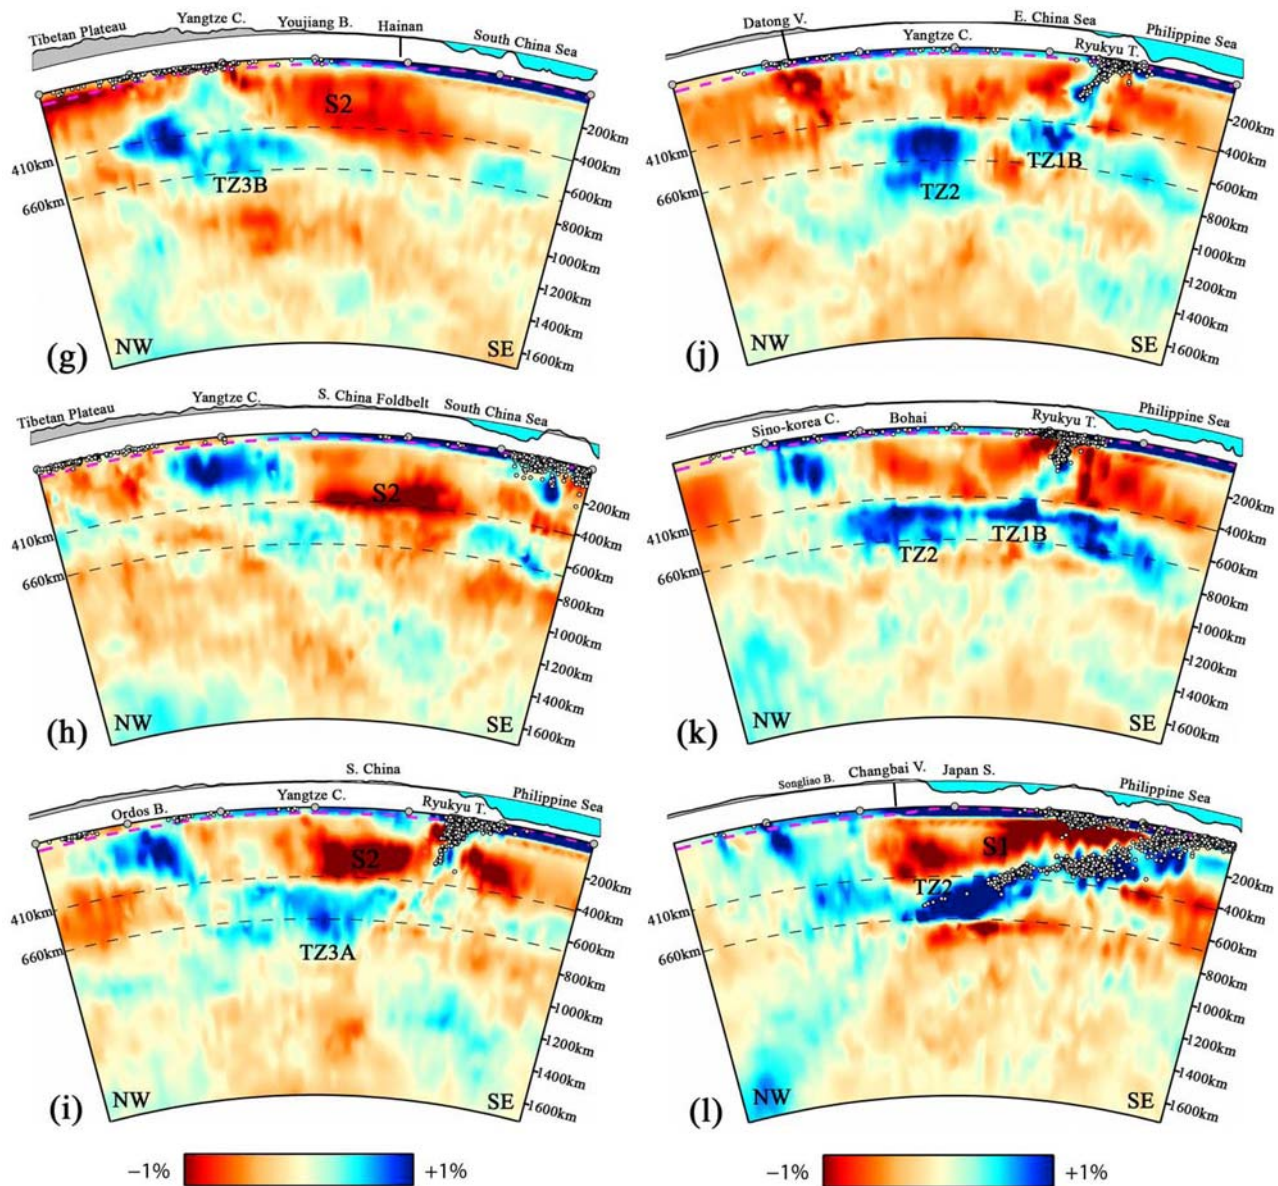 Tibetan Plateau
Yangtze C.
Youjiang B.
Hainan
South China Sea
S2
TZ3B
410km
660km
200km
400km
600km
800km
1000km
1200km
1400km
1600km
(g)
NW
SE
Datong V.
Yangtze C.
E. China Sea
Ryukyu T.
Philippine Sea
TZ1B
TZ2
410km
660km
200km
400km
600km
800km
1000km
1200km
1400km
1600km
(j)
NW
SE
Tibetan Plateau
Yangtze C.
S. China Foldbelt
South China Sea
S2
410km
660km
200km
400km
600km
800km
1000km
1200km
1400km
1600km
(h)
NW
SE
Sino-korea C.
Bohai
Ryukyu T.
Philippine Sea
TZ1B
TZ2
410km
660km
200km
400km
600km
800km
1000km
1200km
1400km
1600km
(k)
NW
SE
Ordos B.
Yangtze C.
S. China
Ryukyu T.
Philippine Sea
S2
TZ3A
410km
660km
200km
400km
600km
800km
1000km
1200km
1400km
1600km
(i)
NW
SE
Songliao B.
Changbai V.
Japan S.
Philippine Sea
S1
TZ2
410km
660km
200km
400km
600km
800km
1000km
1200km
1400km
1600km
(l)
NW
SE
−1%
+1%
−1%
+1%